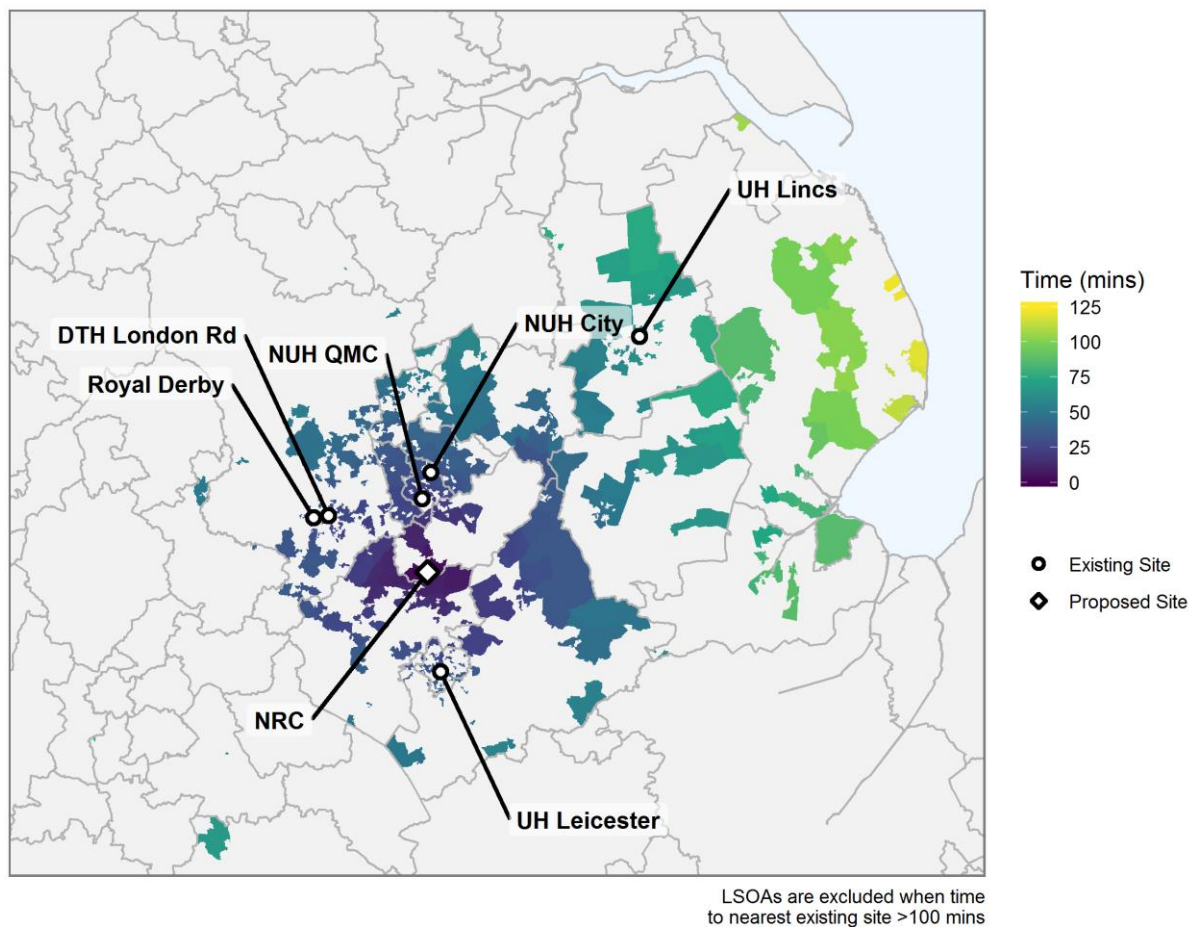 UH Lincs
DTH London Rd
NUH QMC
NUH City
Royal Derby
NRC
UH Leicester
Time (mins)
125
100
75
50
25
0
Existing Site
Proposed Site
LSOAs are excluded when time
to nearest existing site >100 mins